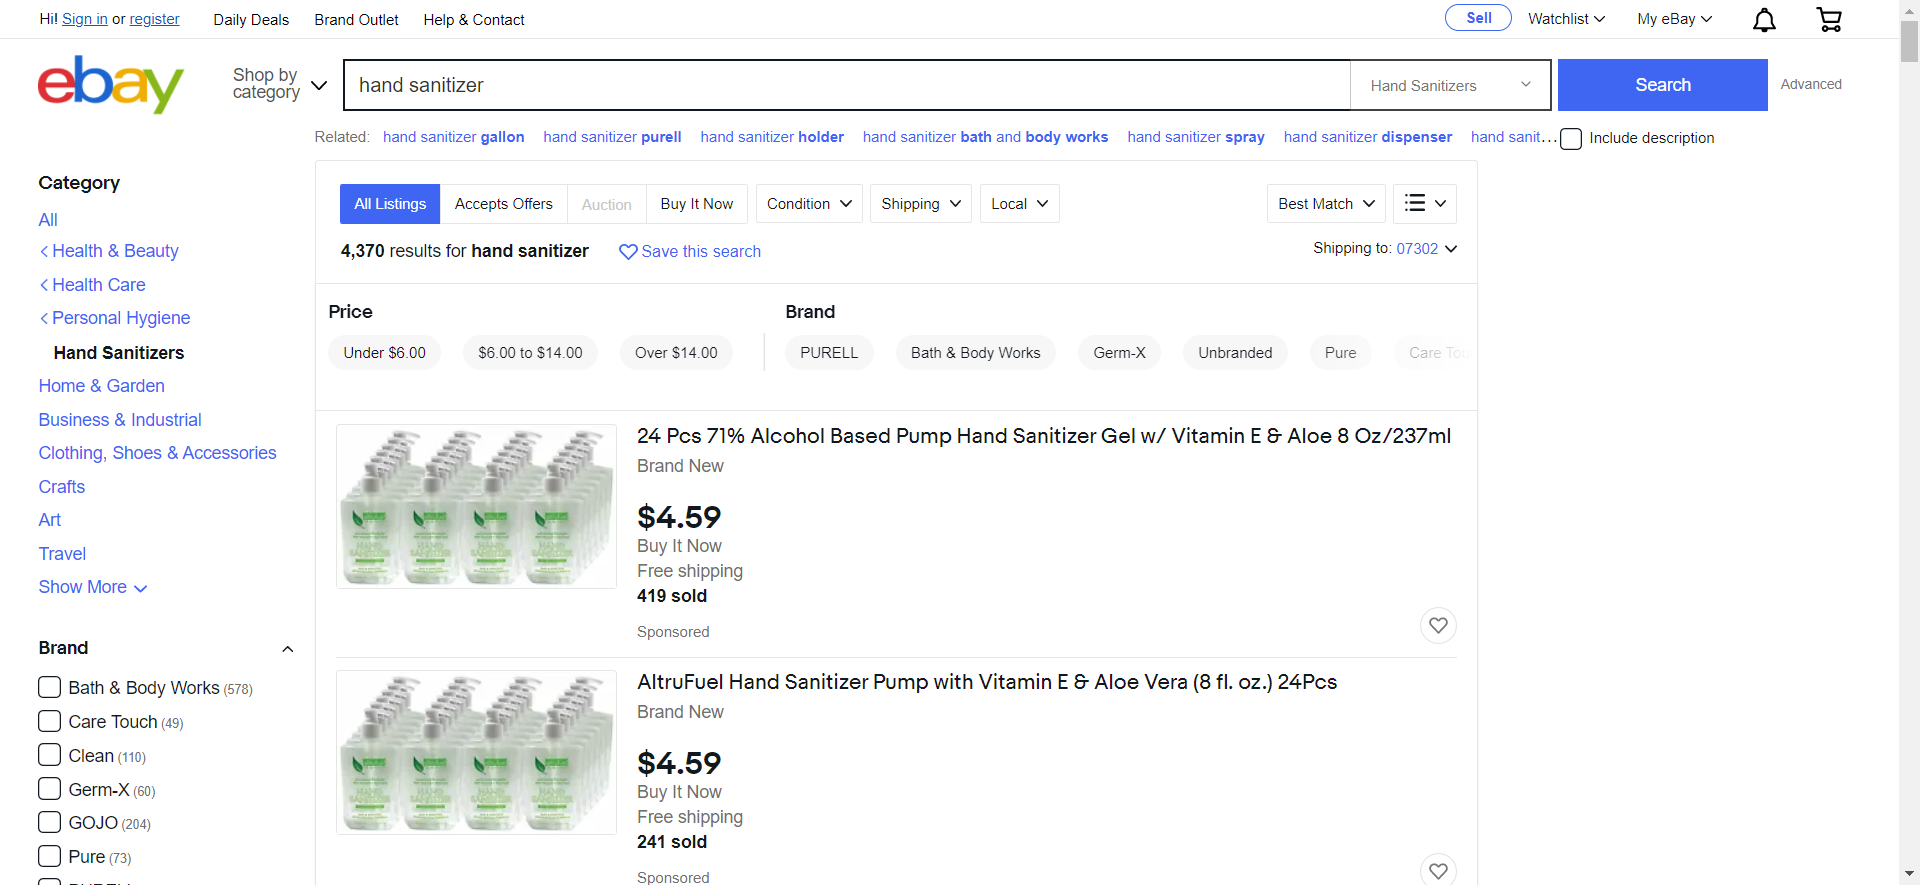 Hi! Sign in or register
Daily Deals
Brand Outlet
Help & Contact
Sell
Watchlist
My eBay
ebay
Shop by category
hand sanitizer
Hand Sanitizers
Search
Advanced
Related: hand sanitizer gallon hand sanitizer purell hand sanitizer holder hand sanitizer bath and body works hand sanitizer spray hand sanitizer dispenser hand sanit...
Include description
Category
All
Health & Beauty
Health Care
Personal Hygiene
Hand Sanitizers
Home & Garden
Business & Industrial
Clothing, Shoes & Accessories
Crafts
Art
Travel
Show More
Brand
Bath & Body Works (578)
Care Touch (49)
Clean (110)
Germ-X (60)
GOJO (204)
Pure (73)
All Listings
Accepts Offers
Auction
Buy It Now
Condition
Shipping
Local
Best Match
4,370 results for hand sanitizer
Save this search
Shipping to: 07302
Price
Under $6.00
$6.00 to $14.00
Over $14.00
Brand
PURELL
Bath & Body Works
Germ-X
Unbranded
Pure
Care Tou
24 Pcs 71% Alcohol Based Pump Hand Sanitizer Gel w/ Vitamin E & Aloe 8 Oz/237ml
Brand New
$4.59
Buy It Now
Free shipping
419 sold
Sponsored
HAND SANITIZER
AltruFuel Hand Sanitizer Pump with Vitamin E & Aloe Vera (8 fl. oz.) 24Pcs
Brand New
$4.59
Buy It Now
Free shipping
241 sold
Sponsored
HAND SANITIZER